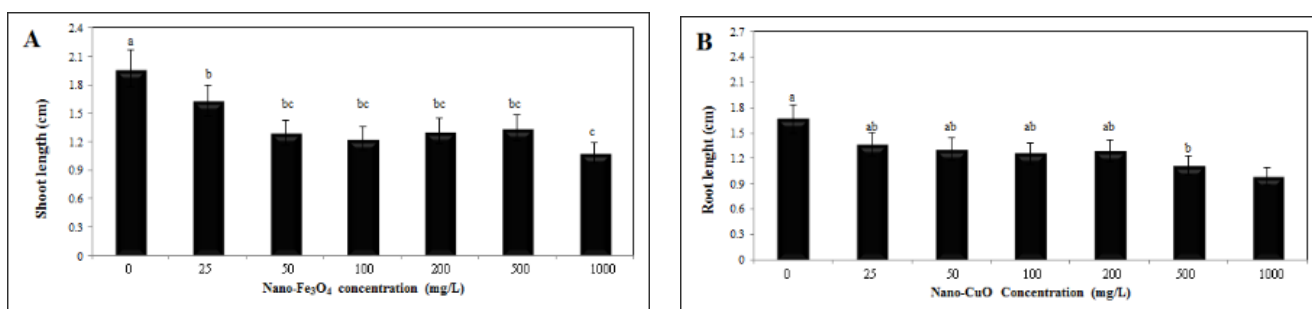 A
Shoot length (cm)
2.4
2.1
1.8
1.5
1.2
0.9
0.6
0.3
0
a
b
bc
bc
bc
bc
c
0 25 50 100 200 500 1000
Nano-Fe₃O₄ concentration (mg/L)
B
Root lenght (cm)
2.7
2.4
2.1
1.8
1.5
1.2
0.9
0.6
0.3
0
a
ab
ab
ab
ab
b
0 25 50 100 200 500 1000
Nano-CuO Concentration (mg/L)